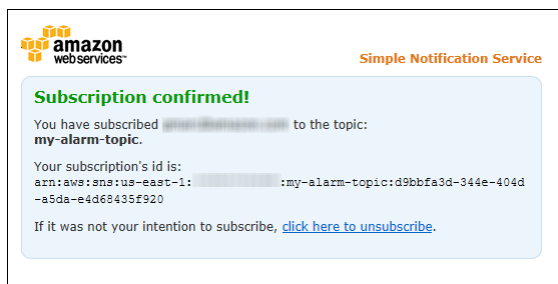 amazon
webservices™
Simple Notification Service
Subscription confirmed!
You have subscribed to the topic:
my-alarm-topic.
Your subscription's id is:
arn:aws:sns:us-east-1: :my-alarm-topic:d9bbfa3d-344e-404d
-a5da-e4d68435f920
If it was not your intention to subscribe, click here to unsubscribe.